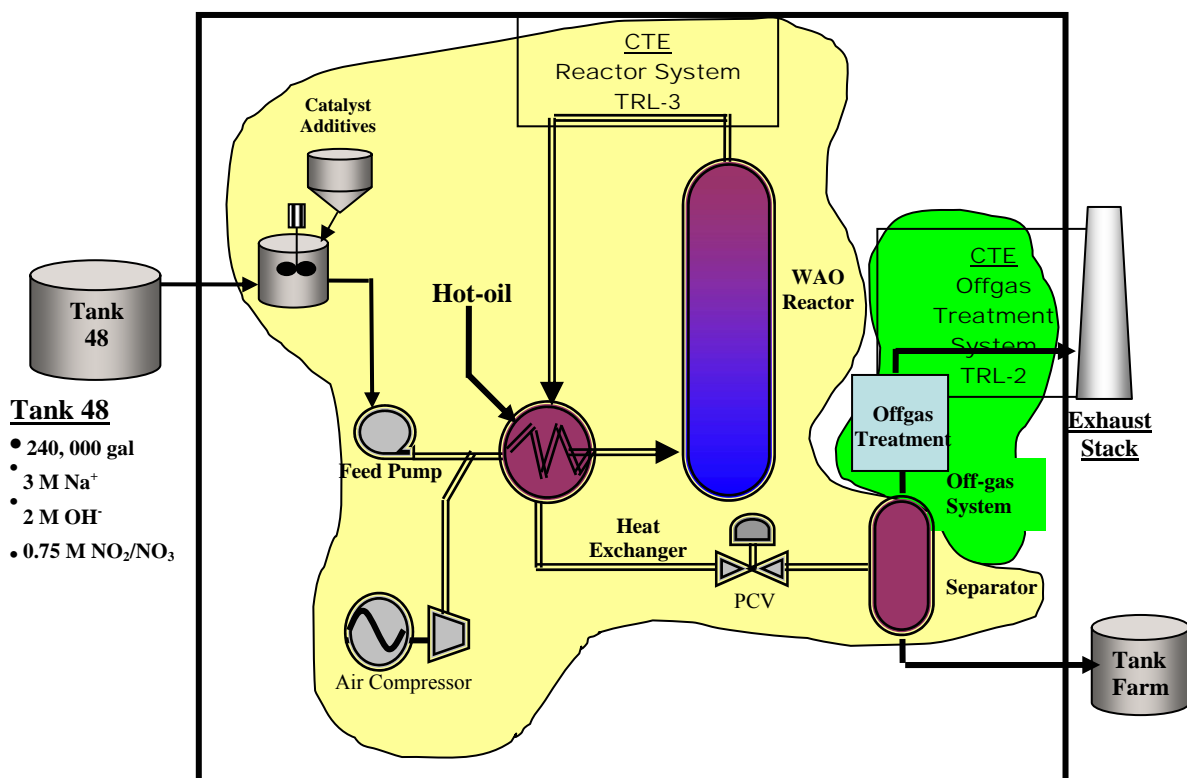 CTE
Reactor System
TRL-3
Catalyst
Additives
Tank
48
Hot-oil
WAO
Reactor
CTE
Offgas
Treatment
System
TRL-2
Tank 48
• 240, 000 gal
• 3 M Na⁺
• 2 M OH⁻
• 0.75 M NO₂/NO₃
Feed Pump
Offgas
Treatment
Exhaust
Stack
Off-gas
System
Heat
Exchanger
PCV
Separator
Air Compressor
Tank
Farm